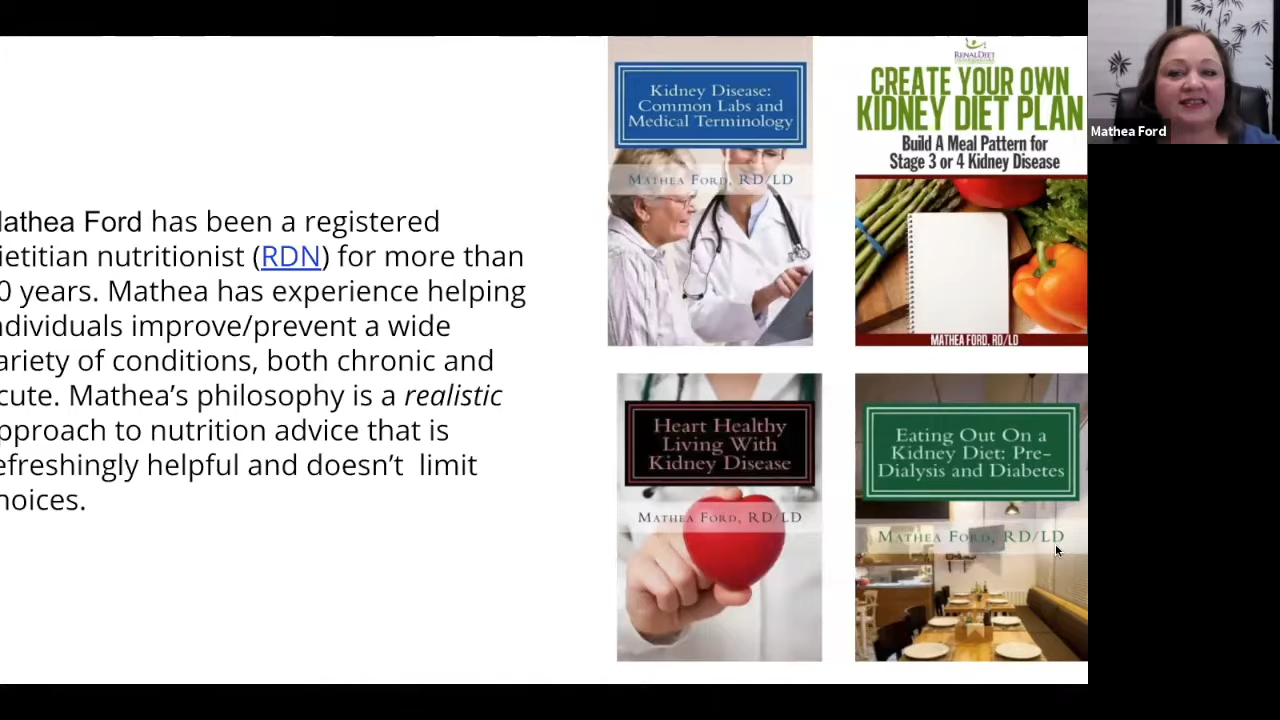 athea Ford has been a registered
ietitian nutritionist (RDN) for more than
0 years. Mathea has experience helping
dividuals improve/prevent a wide
ariety of conditions, both chronic and
cute. Mathea's philosophy is a realistic
pproach to nutrition advice that is
efreshingly helpful and doesn't limit
hoices.
Kidney Disease:
Common Labs and
Medical Terminology
Mathea Ford, RD/LD
RENALDIET
CREATE YOUR OWN
KIDNEY DIET PLAN
Build A Meal Pattern for
Stage 3 or 4 Kidney Disease
MATHEA FORD, RD/LD
Heart Healthy
Living With
Kidney Disease
Mathea Ford, RD/LD
Eating Out On a
Kidney Diet: Pre-
Dialysis and Diabetes
Mathea Ford, RD/LD
Mathea Ford